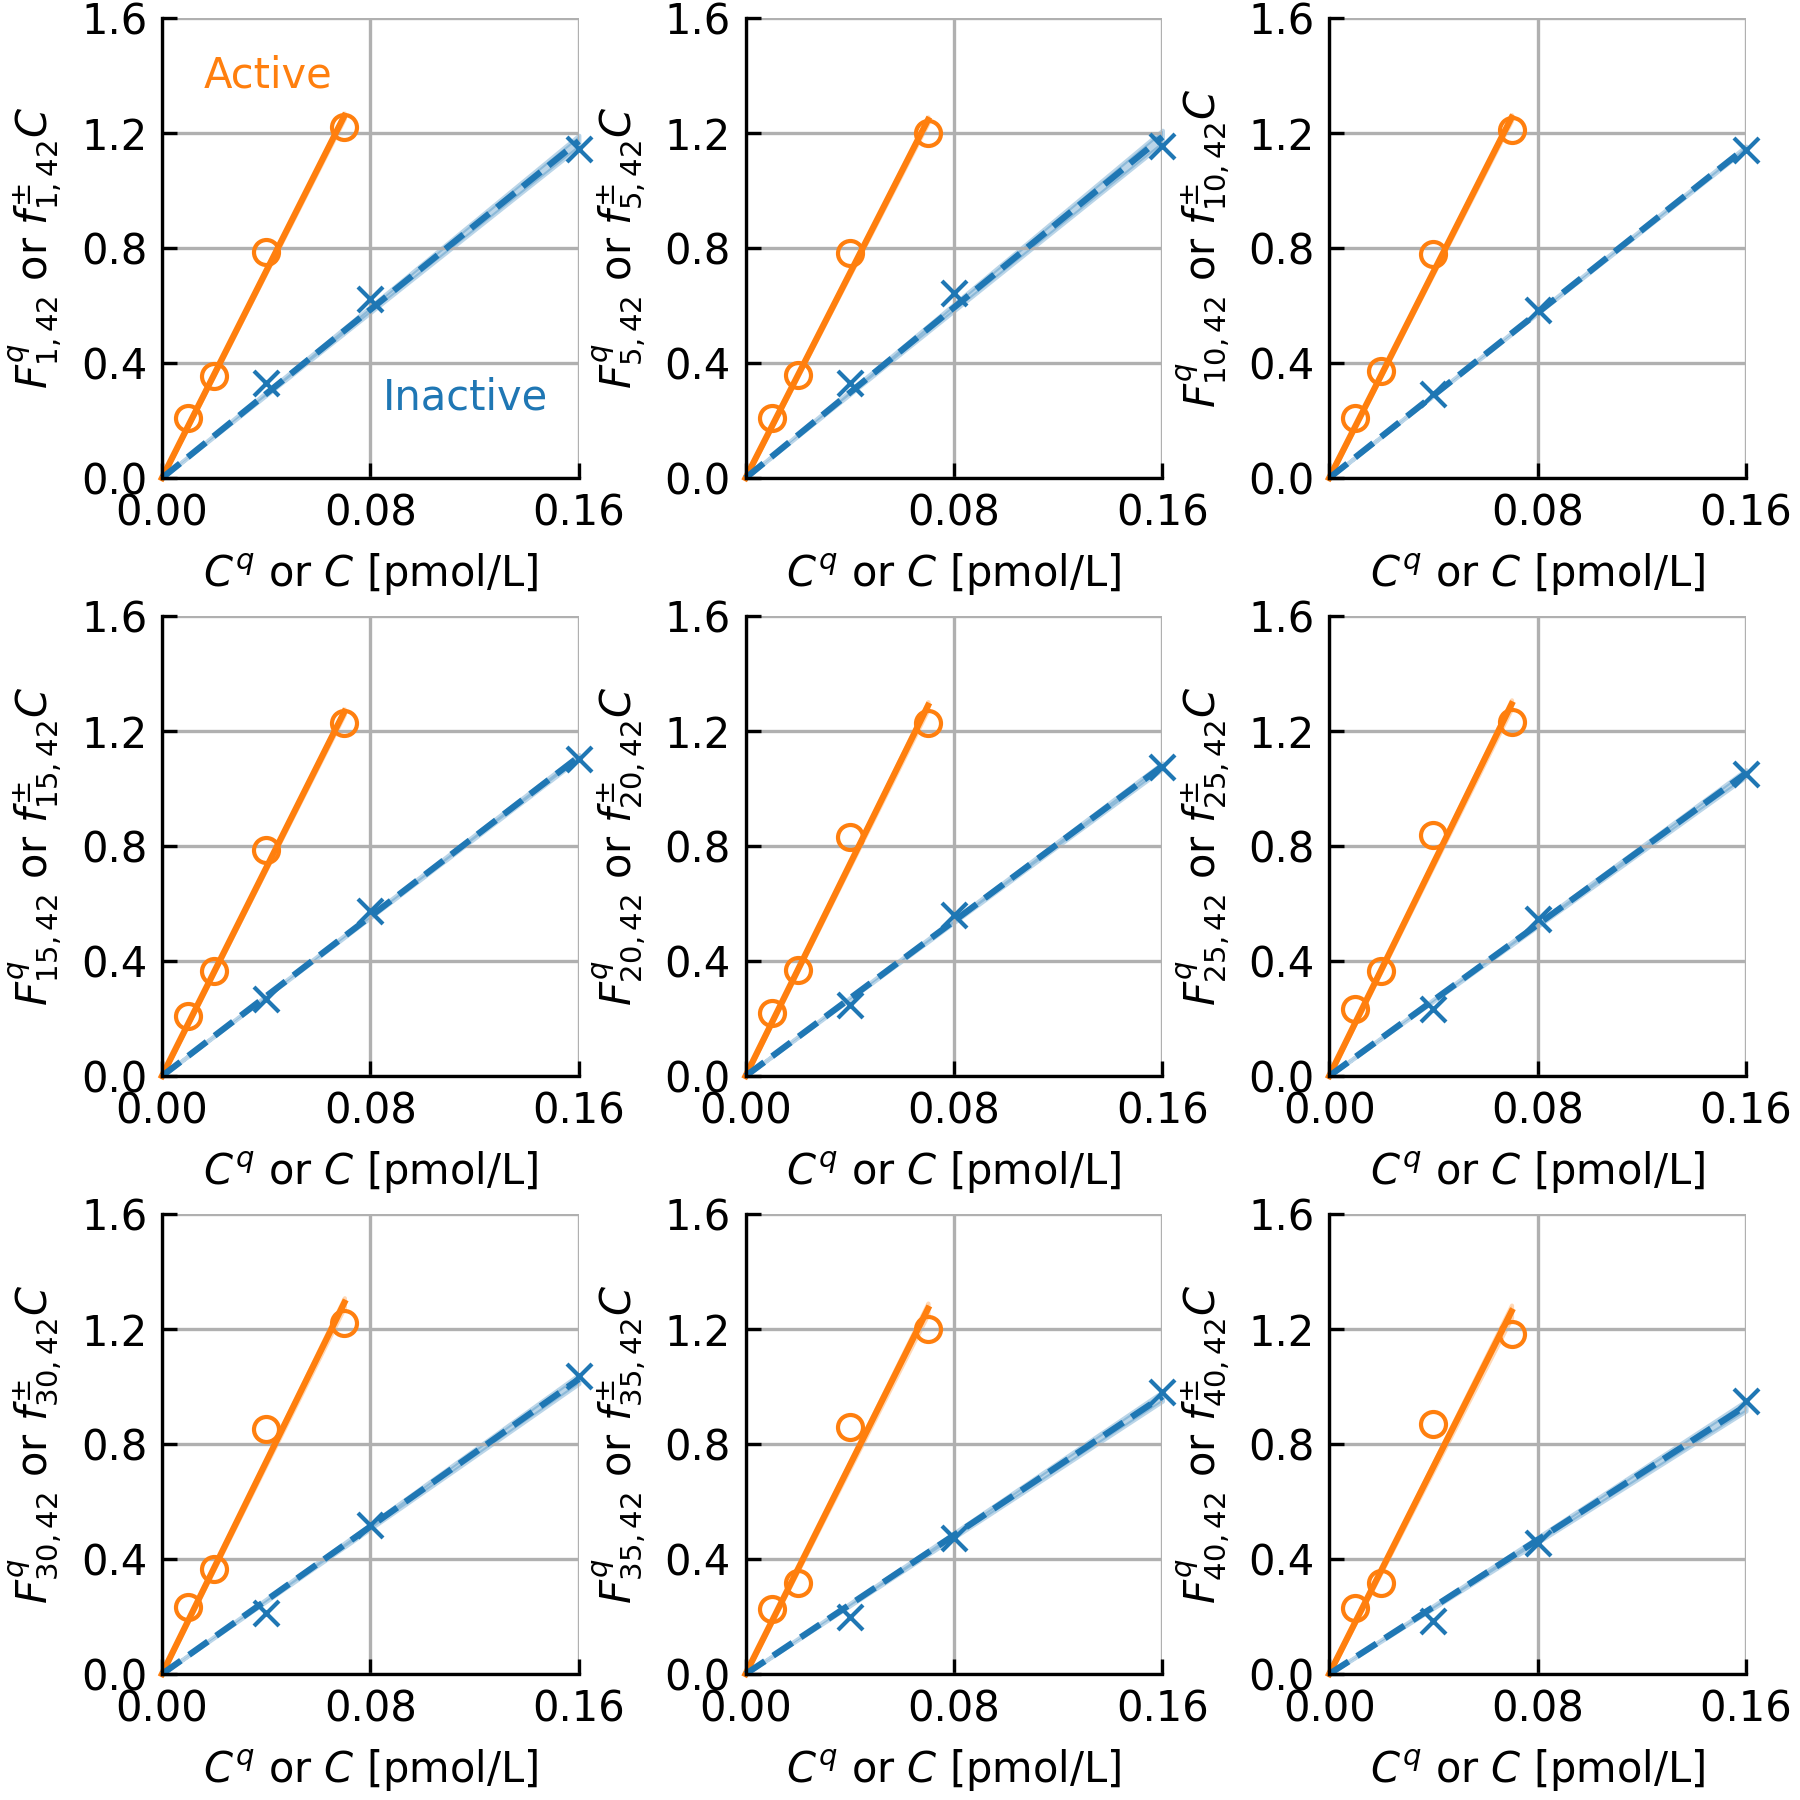 1.6
1.2
0.8
0.4
0.0
0.00 0.08 0.16
Active
Inactive
F^q_{1,42} or f^±_{1,42}C
C^q or C [pmol/L]
1.6
1.2
0.8
0.4
0.0
0.08 0.16
F^q_{5,42} or f^±_{5,42}C
C^q or C [pmol/L]
1.6
1.2
0.8
0.4
0.0
0.08 0.16
F^q_{10,42} or f^±_{10,42}C
C^q or C [pmol/L]
1.6
1.2
0.8
0.4
0.0
0.00 0.08 0.16
F^q_{15,42} or f^±_{15,42}C
C^q or C [pmol/L]
1.6
1.2
0.8
0.4
0.0
0.00 0.08 0.16
F^q_{20,42} or f^±_{20,42}C
C^q or C [pmol/L]
1.6
1.2
0.8
0.4
0.0
0.00 0.08 0.16
F^q_{25,42} or f^±_{25,42}C
C^q or C [pmol/L]
1.6
1.2
0.8
0.4
0.0
0.00 0.08 0.16
F^q_{30,42} or f^±_{30,42}C
C^q or C [pmol/L]
1.6
1.2
0.8
0.4
0.0
0.00 0.08 0.16
F^q_{35,42} or f^±_{35,42}C
C^q or C [pmol/L]
1.6
1.2
0.8
0.4
0.0
0.00 0.08 0.16
F^q_{40,42} or f^±_{40,42}C
C^q or C [pmol/L]